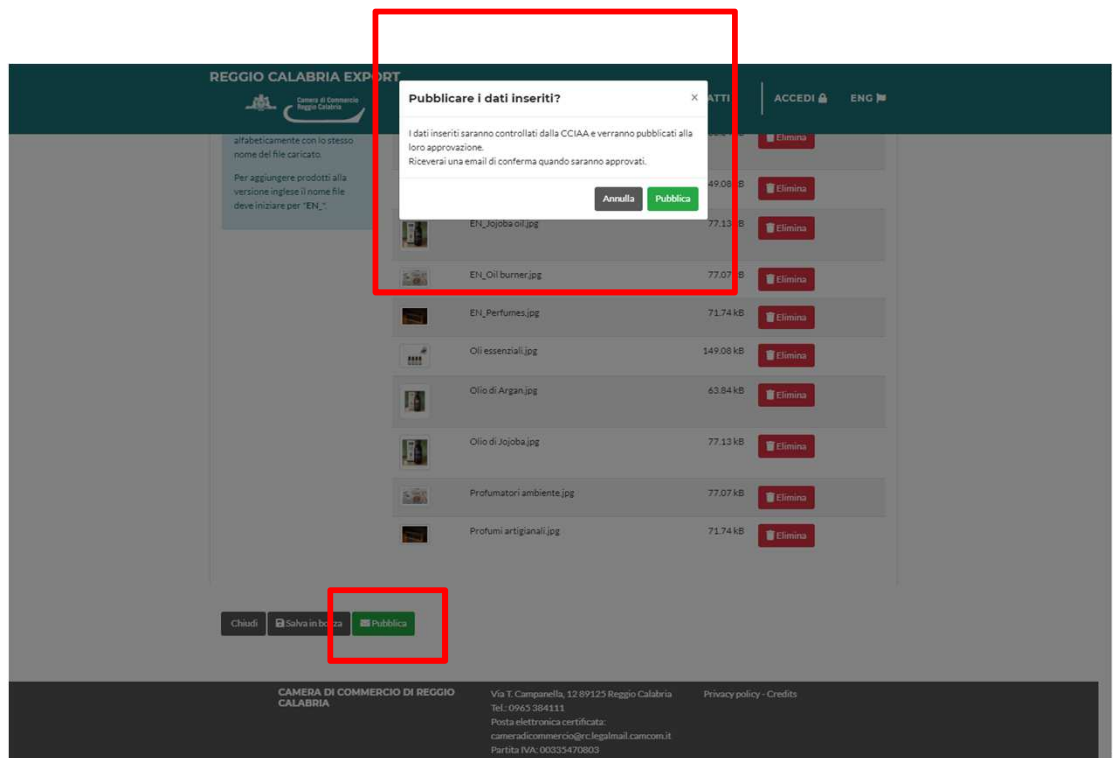 REGGIO CALABRIA EXPORT
Camera di Commercio
Reggio Calabria
ATTI
ACCEDI
ENG
Pubblicare i dati inseriti?
×
I dati inseriti saranno controllati dalla CCIAA e verranno pubblicati alla
loro approvazione.
Riceverai una email di conferma quando saranno approvati.
Annulla
Pubblica
alfabeticamente con lo stesso
nome del file caricato.
Per aggiungere prodotti alla
versione inglese il nome file
deve iniziare per "EN_".
Elimina
49.08 kB Elimina
EN_Jojoba oil.jpg 77.13 kB Elimina
EN_Oil burner.jpg 77.07 kB Elimina
EN_Perfumes.jpg 71.74 kB Elimina
Oli essenziali.jpg 149.08 kB Elimina
Olio di Argan.jpg 63.84 kB Elimina
Olio di Jojoba.jpg 77.13 kB Elimina
Profumatori ambiente.jpg 77.07 kB Elimina
Profumi artigianali.jpg 71.74 kB Elimina
Chiudi Salva in bozza Pubblica
CAMERA DI COMMERCIO DI REGGIO
CALABRIA
Via T. Campanella, 12 89125 Reggio Calabria
Tel.: 0965 384111
Posta elettronica certificata:
cameradicommercio@rc.legalmail.camcom.it
Partita IVA: 00335470803
Privacy policy - Credits